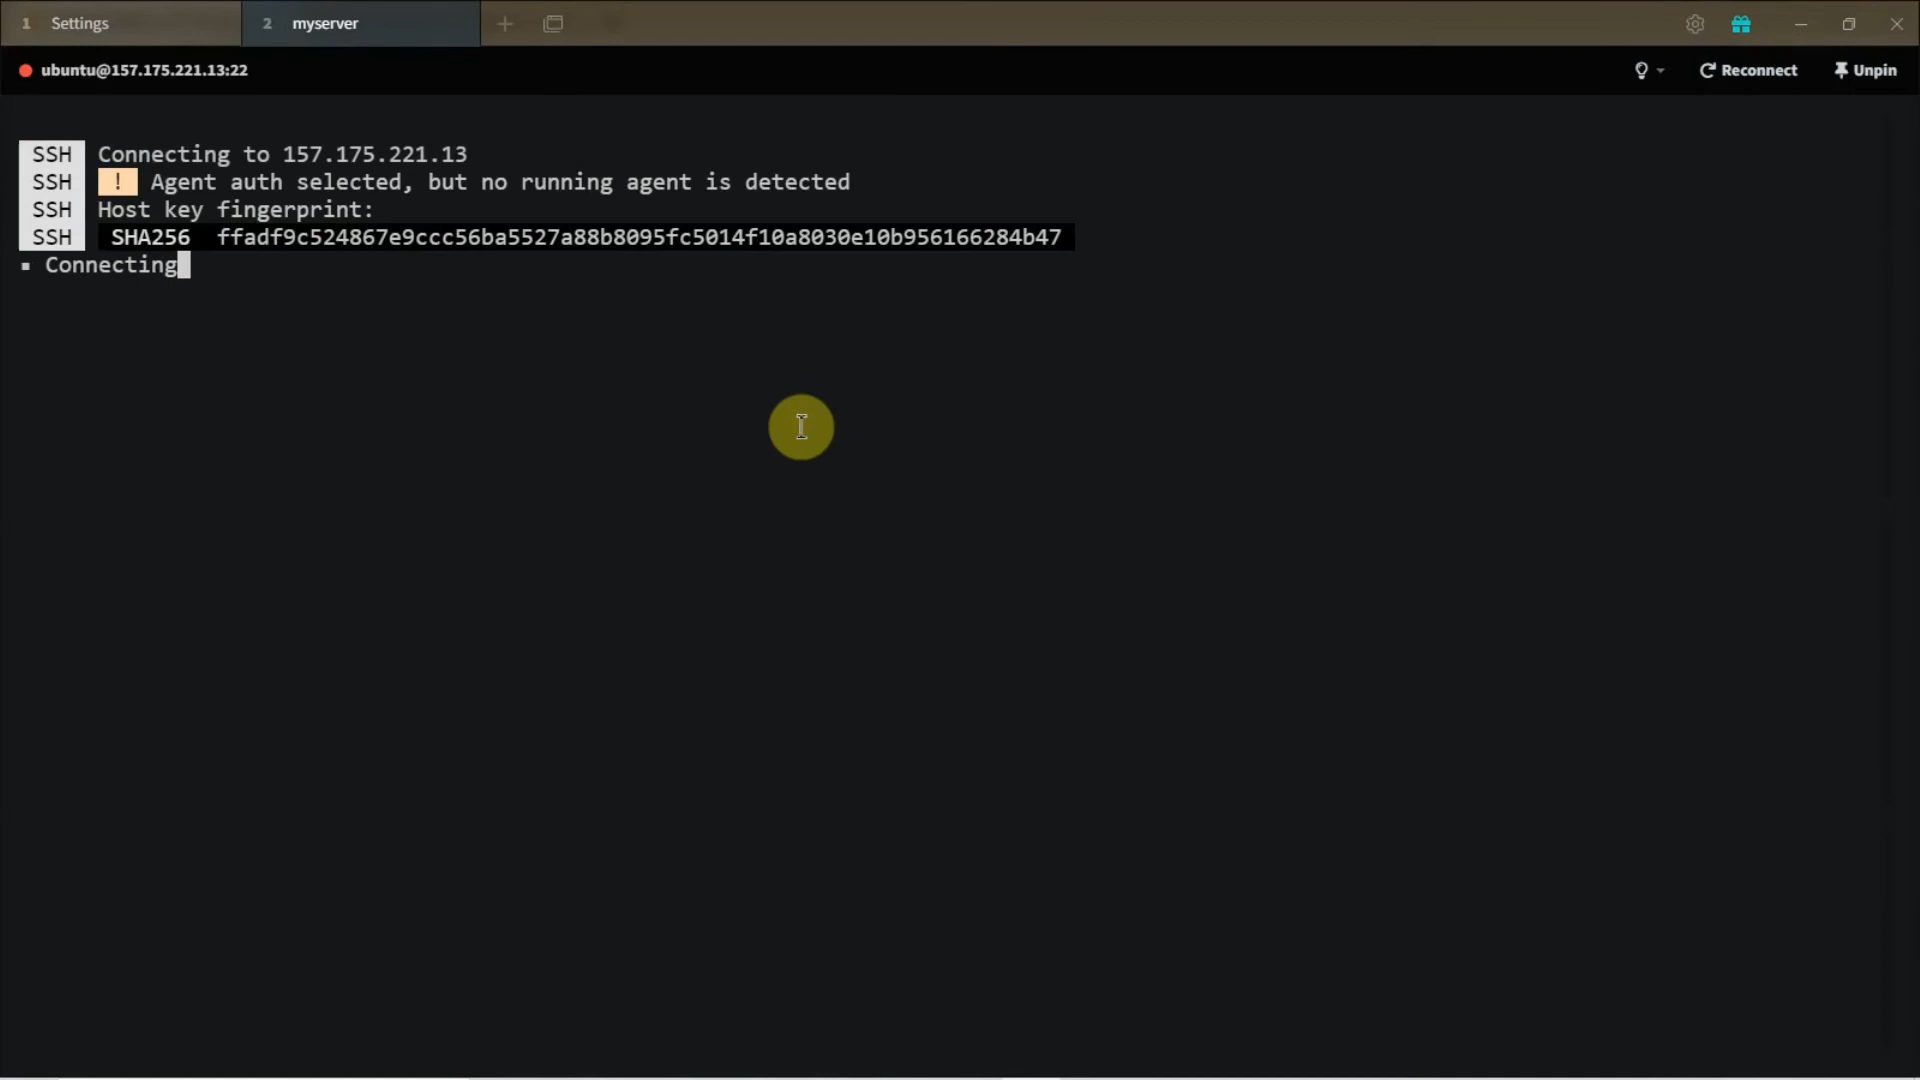 1 Settings
2 myserver
ubuntu@157.175.221.13:22
Reconnect
Unpin
SSH Connecting to 157.175.221.13
SSH ! Agent auth selected, but no running agent is detected
SSH Host key fingerprint:
SSH SHA256 ffadf9c524867e9ccc56ba5527a88b8095fc5014f10a8030e10b956166284b47
▪ Connecting